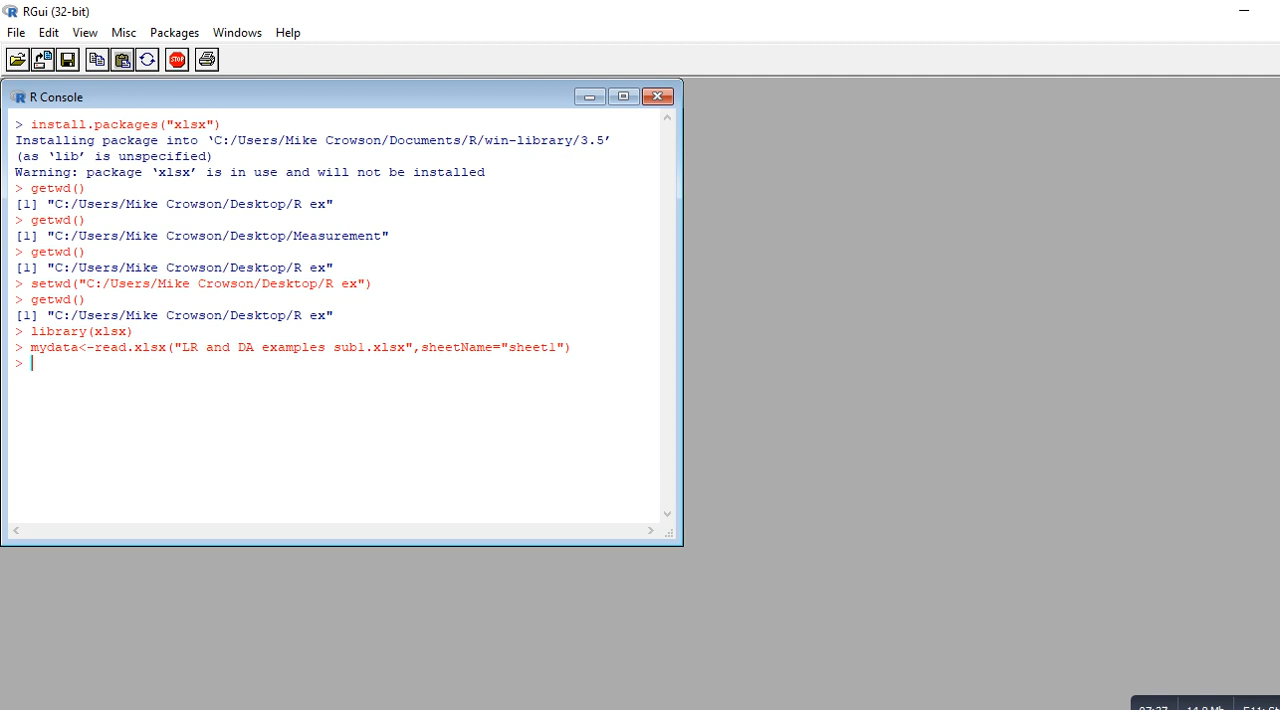 RGui (32-bit)
File Edit View Misc Packages Windows Help
STOP
R Console
> install.packages("xlsx")
Installing package into ‘C:/Users/Mike Crowson/Documents/R/win-library/3.5’
(as ‘lib’ is unspecified)
Warning: package ‘xlsx’ is in use and will not be installed
> getwd()
[1] "C:/Users/Mike Crowson/Desktop/R ex"
> getwd()
[1] "C:/Users/Mike Crowson/Desktop/Measurement"
> getwd()
[1] "C:/Users/Mike Crowson/Desktop/R ex"
> setwd("C:/Users/Mike Crowson/Desktop/R ex")
> getwd()
[1] "C:/Users/Mike Crowson/Desktop/R ex"
> library(xlsx)
> mydata<-read.xlsx("LR and DA examples sub1.xlsx",sheetName="sheet1")
>